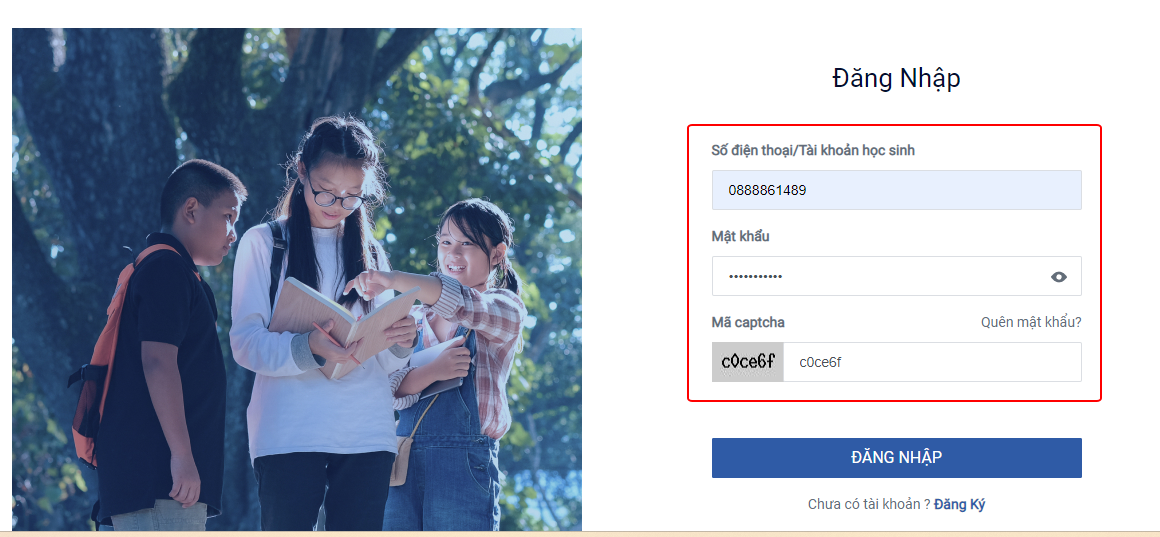 Đăng Nhập
Số điện thoại/Tài khoản học sinh
0888861489
Mật khẩu
•••••••••••
Mã captcha Quên mật khẩu?
c0ce6f c0ce6f
ĐĂNG NHẬP
Chưa có tài khoản ? Đăng Ký